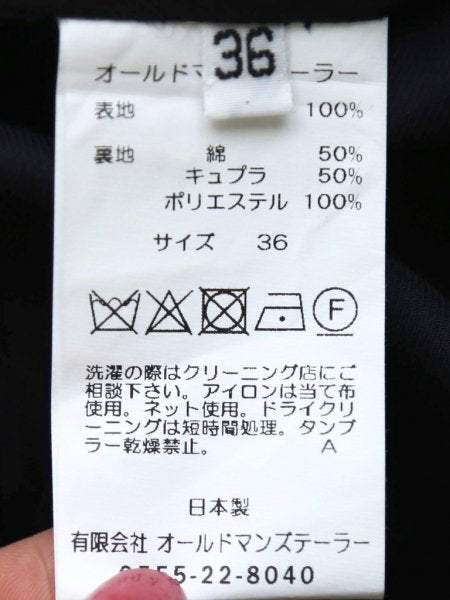 36
オールドマ ーラー
表地 100%
裏地 綿 50%
キュプラ 50%
ポリエステル 100%
サイズ 36
F
洗濯の際はクリーニング店にご
相談下さい。アイロンは当て布
使用。ネット使用。ドライクリ
ーニングは短時間処理。タンブ
ラー乾燥禁止。 A
日本製
有限会社 オールドマンズテーラー
55-22-8040